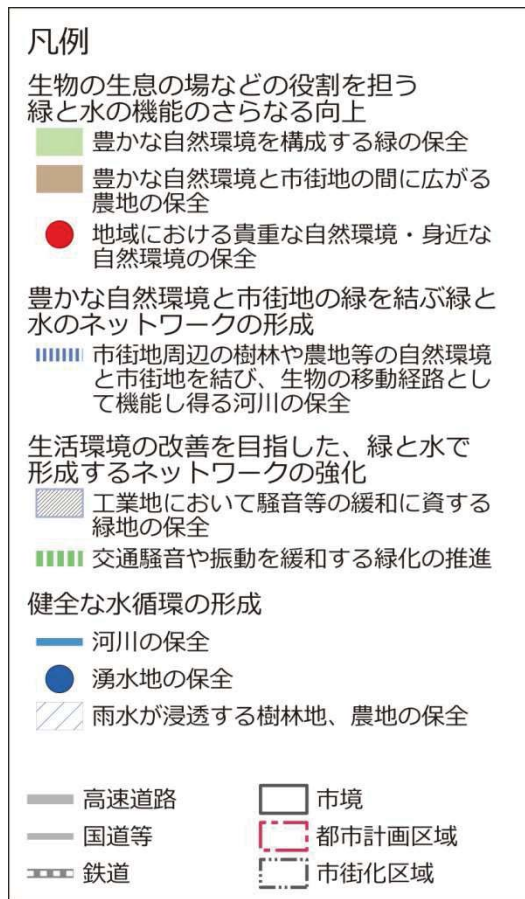 凡例
生物の生息の場などの役割を担う
緑と水の機能のさらなる向上
豊かな自然環境を構成する緑の保全
豊かな自然環境と市街地の間に広がる
農地の保全
地域における貴重な自然環境・身近な
自然環境の保全
豊かな自然環境と市街地の緑を結ぶ緑と
水のネットワークの形成
市街地周辺の樹林や農地等の自然環境
と市街地を結び、生物の移動経路とし
て機能し得る河川の保全
生活環境の改善を目指した、緑と水で
形成するネットワークの強化
工業地において騒音等の緩和に資する
緑地の保全
交通騒音や振動を緩和する緑化の推進
健全な水循環の形成
河川の保全
湧水地の保全
雨水が浸透する樹林地、農地の保全
高速道路
国道等
鉄道
市境
都市計画区域
市街化区域